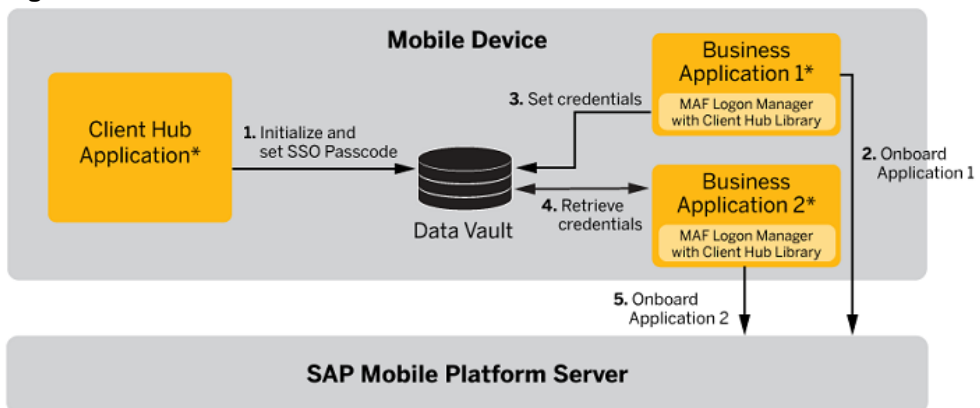 Mobile Device
Client Hub
Application*
1. Initialize and
set SSO Passcode
Data Vault
3. Set credentials
Business
Application 1*
MAF Logon Manager
with Client Hub Library
2. Onboard
Application 1
4. Retrieve
credentials
Business
Application 2*
MAF Logon Manager
with Client Hub Library
5. Onboard
Application 2
SAP Mobile Platform Server